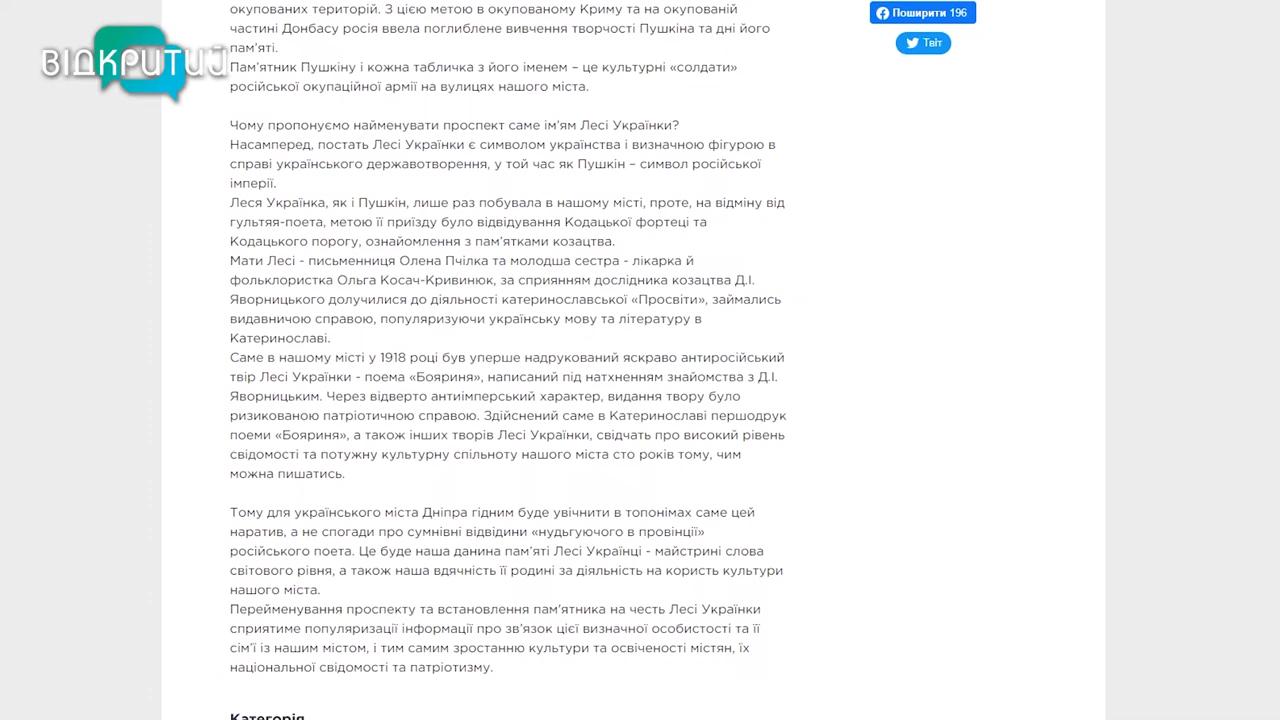 окупованих територій. З цією метою в окупованому Криму та на окупованій
частині Донбасу росія ввела поглиблене вивчення творчості Пушкіна та дні його
пам’яті.
Пам’ятник Пушкіну і кожна табличка з його іменем – це культурні «солдати»
російської окупаційної армії на вулицях нашого міста.
Чому пропонуємо найменувати проспект саме ім’ям Лесі Українки?
Насамперед, постать Лесі Українки є символом українства і визначною фігурою в
справі українського державотворення, у той час як Пушкін – символ російської
імперії.
Леся Українка, як і Пушкін, лише раз побувала в нашому місті, проте, на відміну від
гультяя-поета, метою її приїзду було відвідування Кодацької фортеці та
Кодацького порогу, ознайомлення з пам’ятками козацтва.
Мати Лесі - письменниця Олена Пчілка та молодша сестра - лікарка й
фольклористка Ольга Косач-Кривинюк, за сприянням дослідника козацтва Д.І.
Яворницького долучилися до діяльності катеринославської «Просвіти», займались
видавничою справою, популяризуючи українську мову та літературу в
Катеринославі.
Саме в нашому місті у 1918 році був уперше надрукований яскраво антиросійський
твір Лесі Українки - поема «Бояриня», написаний під натхненням знайомства з Д.І.
Яворницьким. Через відверто антиімперський характер, видання твору було
ризикованою патріотичною справою. Здійснений саме в Катеринославі першодрук
поеми «Бояриня», а також інших творів Лесі Українки, свідчать про високий рівень
свідомості та потужну культурну спільноту нашого міста сто років тому, чим
можна пишатись.
Тому для українського міста Дніпра гідним буде увічнити в топонімах саме цей
наратив, а не спогади про сумнівні відвідини «нудьгуючого в провінції»
російського поета. Це буде наша данина пам’яті Лесі Українці - майстрині слова
світового рівня, а також наша вдячність її родині за діяльність на користь культури
нашого міста.
Перейменування проспекту та встановлення пам’ятника на честь Лесі Українки
сприятиме популяризації інформації про зв’язок цієї визначної особистості та її
сім’ї із нашим містом, і тим самим зростанню культури та освіченості містян, їх
національної свідомості та патріотизму.
Категорія
Поширити 196
Твіт
ВІДКРИТИЙ